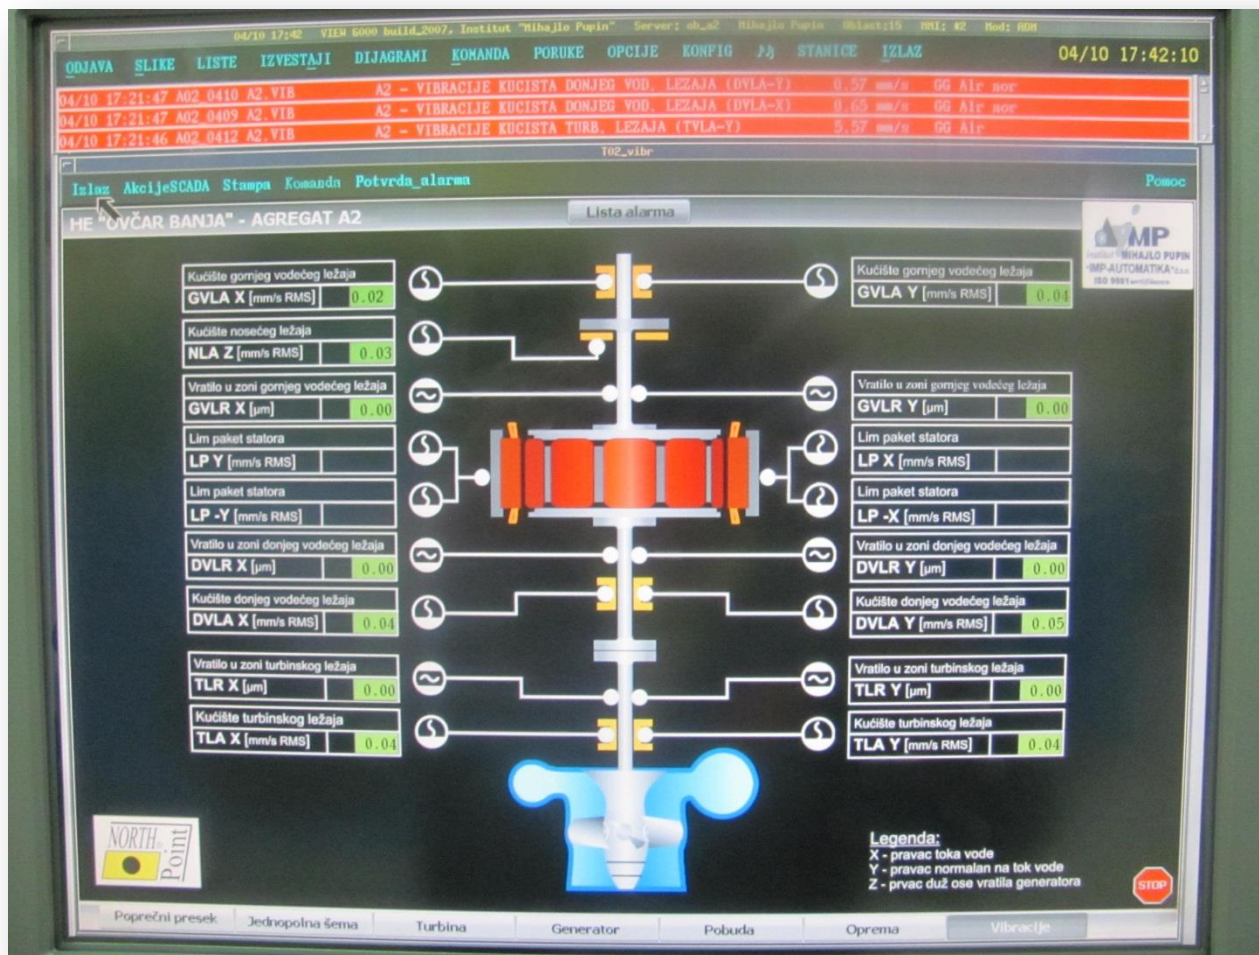 04/10 17:42 VIEW 6000 build_2007, Institut "Mihajlo Pupin" Server: ob_a2 Mihajlo Pupin Oblast:15 HMI: #2 Mod: ADM
ODJAVA SLIKE LISTE IZVESTAJI DIJAGRAMI KOMANDA PORUKE OPCIJE KONFIG STANICE IZLAZ 04/10 17:42:10
04/10 17:21:47 A02_0410 A2.VIB A2 - VIBRACIJE KUCISTA DONJEG VOD. LEZAJA (DVLA-Y) 0.57 mm/s GG Alr nor
04/10 17:21:47 A02_0409 A2.VIB A2 - VIBRACIJE KUCISTA DONJEG VOD. LEZAJA (DVLA-X) 0.65 mm/s GG Alr nor
04/10 17:21:46 A02_0412 A2.VIB A2 - VIBRACIJE KUCISTA TURB. LEZAJA (TVLA-Y) 5.57 mm/s GG Alr
T02_vibr
Izlaz AkcijeSCADA Stampa Komanda Potvrda_alarma Pomoc
HE "OVČAR BANJA" - AGREGAT A2
Lista alarma
IMP
Institut MIHAJLO PUPIN
"IMP-AUTOMATIKA" d.o.o.
ISO 9001
Kućište gornjeg vodećeg ležaja
GVLA X [mm/s RMS] 0.02
Kućište gornjeg vodećeg ležaja
GVLA Y [mm/s RMS] 0.04
Kućište nosećeg ležaja
NLA Z [mm/s RMS] 0.03
Vratilo u zoni gornjeg vodećeg ležaja
GVLR X [µm] 0.00
Vratilo u zoni gornjeg vodećeg ležaja
GVLR Y [µm] 0.00
Lim paket statora
LP Y [mm/s RMS]
Lim paket statora
LP X [mm/s RMS]
Lim paket statora
LP -Y [mm/s RMS]
Lim paket statora
LP -X [mm/s RMS]
Vratilo u zoni donjeg vodećeg ležaja
DVLR X [µm] 0.00
Vratilo u zoni donjeg vodećeg ležaja
DVLR Y [µm] 0.00
Kućište donjeg vodećeg ležaja
DVLA X [mm/s RMS] 0.04
Kućište donjeg vodećeg ležaja
DVLA Y [mm/s RMS] 0.05
Vratilo u zoni turbinskog ležaja
TLR X [µm] 0.00
Vratilo u zoni turbinskog ležaja
TLR Y [µm] 0.00
Kućište turbinskog ležaja
TLA X [mm/s RMS] 0.04
Kućište turbinskog ležaja
TLA Y [mm/s RMS] 0.04
NORTH
Point
Legenda:
X - pravac toka vode
Y - pravac normalan na tok vode
Z - prvac duž ose vratila generatora
STOP
Poprečni presek Jednopolna šema Turbina Generator Pobuda Oprema Vibracije